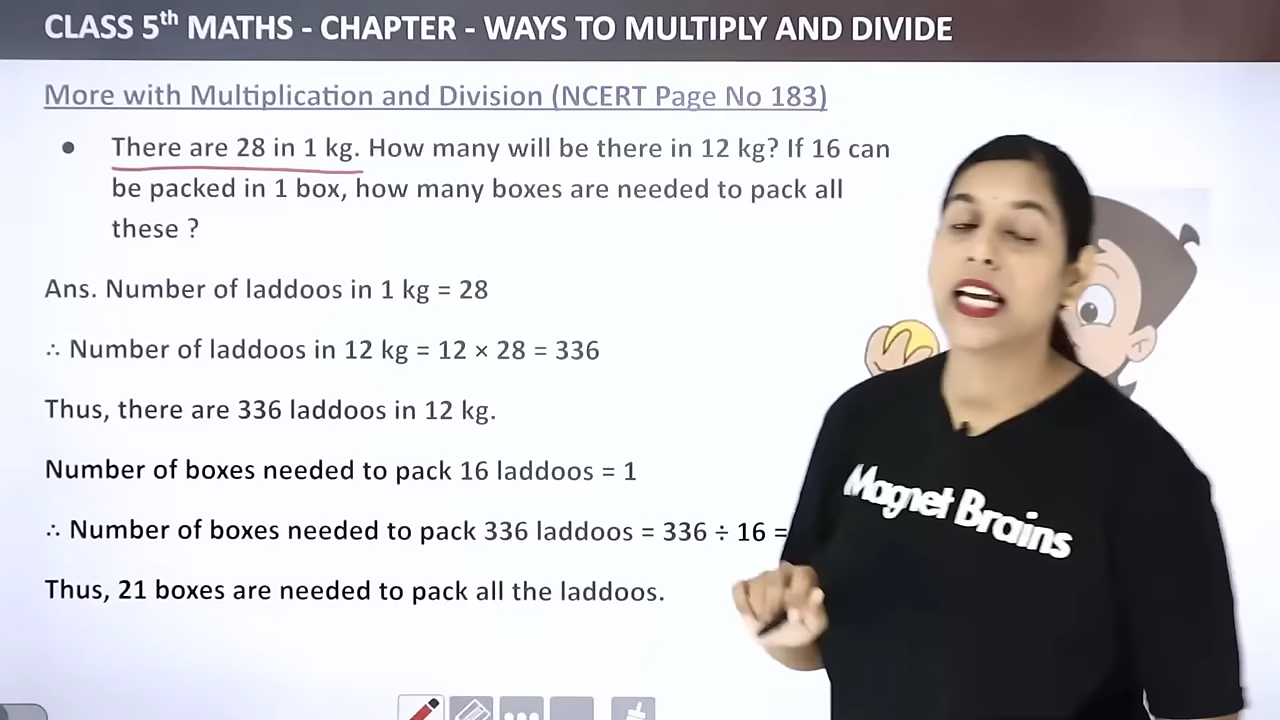 CLASS 5th MATHS - CHAPTER - WAYS TO MULTIPLY AND DIVIDE
More with Multiplication and Division (NCERT Page No 183)
● There are 28 in 1 kg. How many will be there in 12 kg? If 16 can
be packed in 1 box, how many boxes are needed to pack all
these ?
Ans. Number of laddoos in 1 kg = 28
∴ Number of laddoos in 12 kg = 12 × 28 = 336
Thus, there are 336 laddoos in 12 kg.
Number of boxes needed to pack 16 laddoos = 1
∴ Number of boxes needed to pack 336 laddoos = 336 ÷ 16 =
Thus, 21 boxes are needed to pack all the laddoos.
Magnet Brains